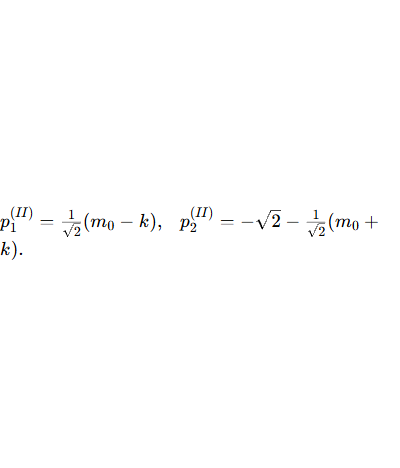 $p_1^{(II)} = \frac{1}{\sqrt{2}}(m_0 - k), \quad p_2^{(II)} = -\sqrt{2} - \frac{1}{\sqrt{2}}(m_0 +$
$k).$